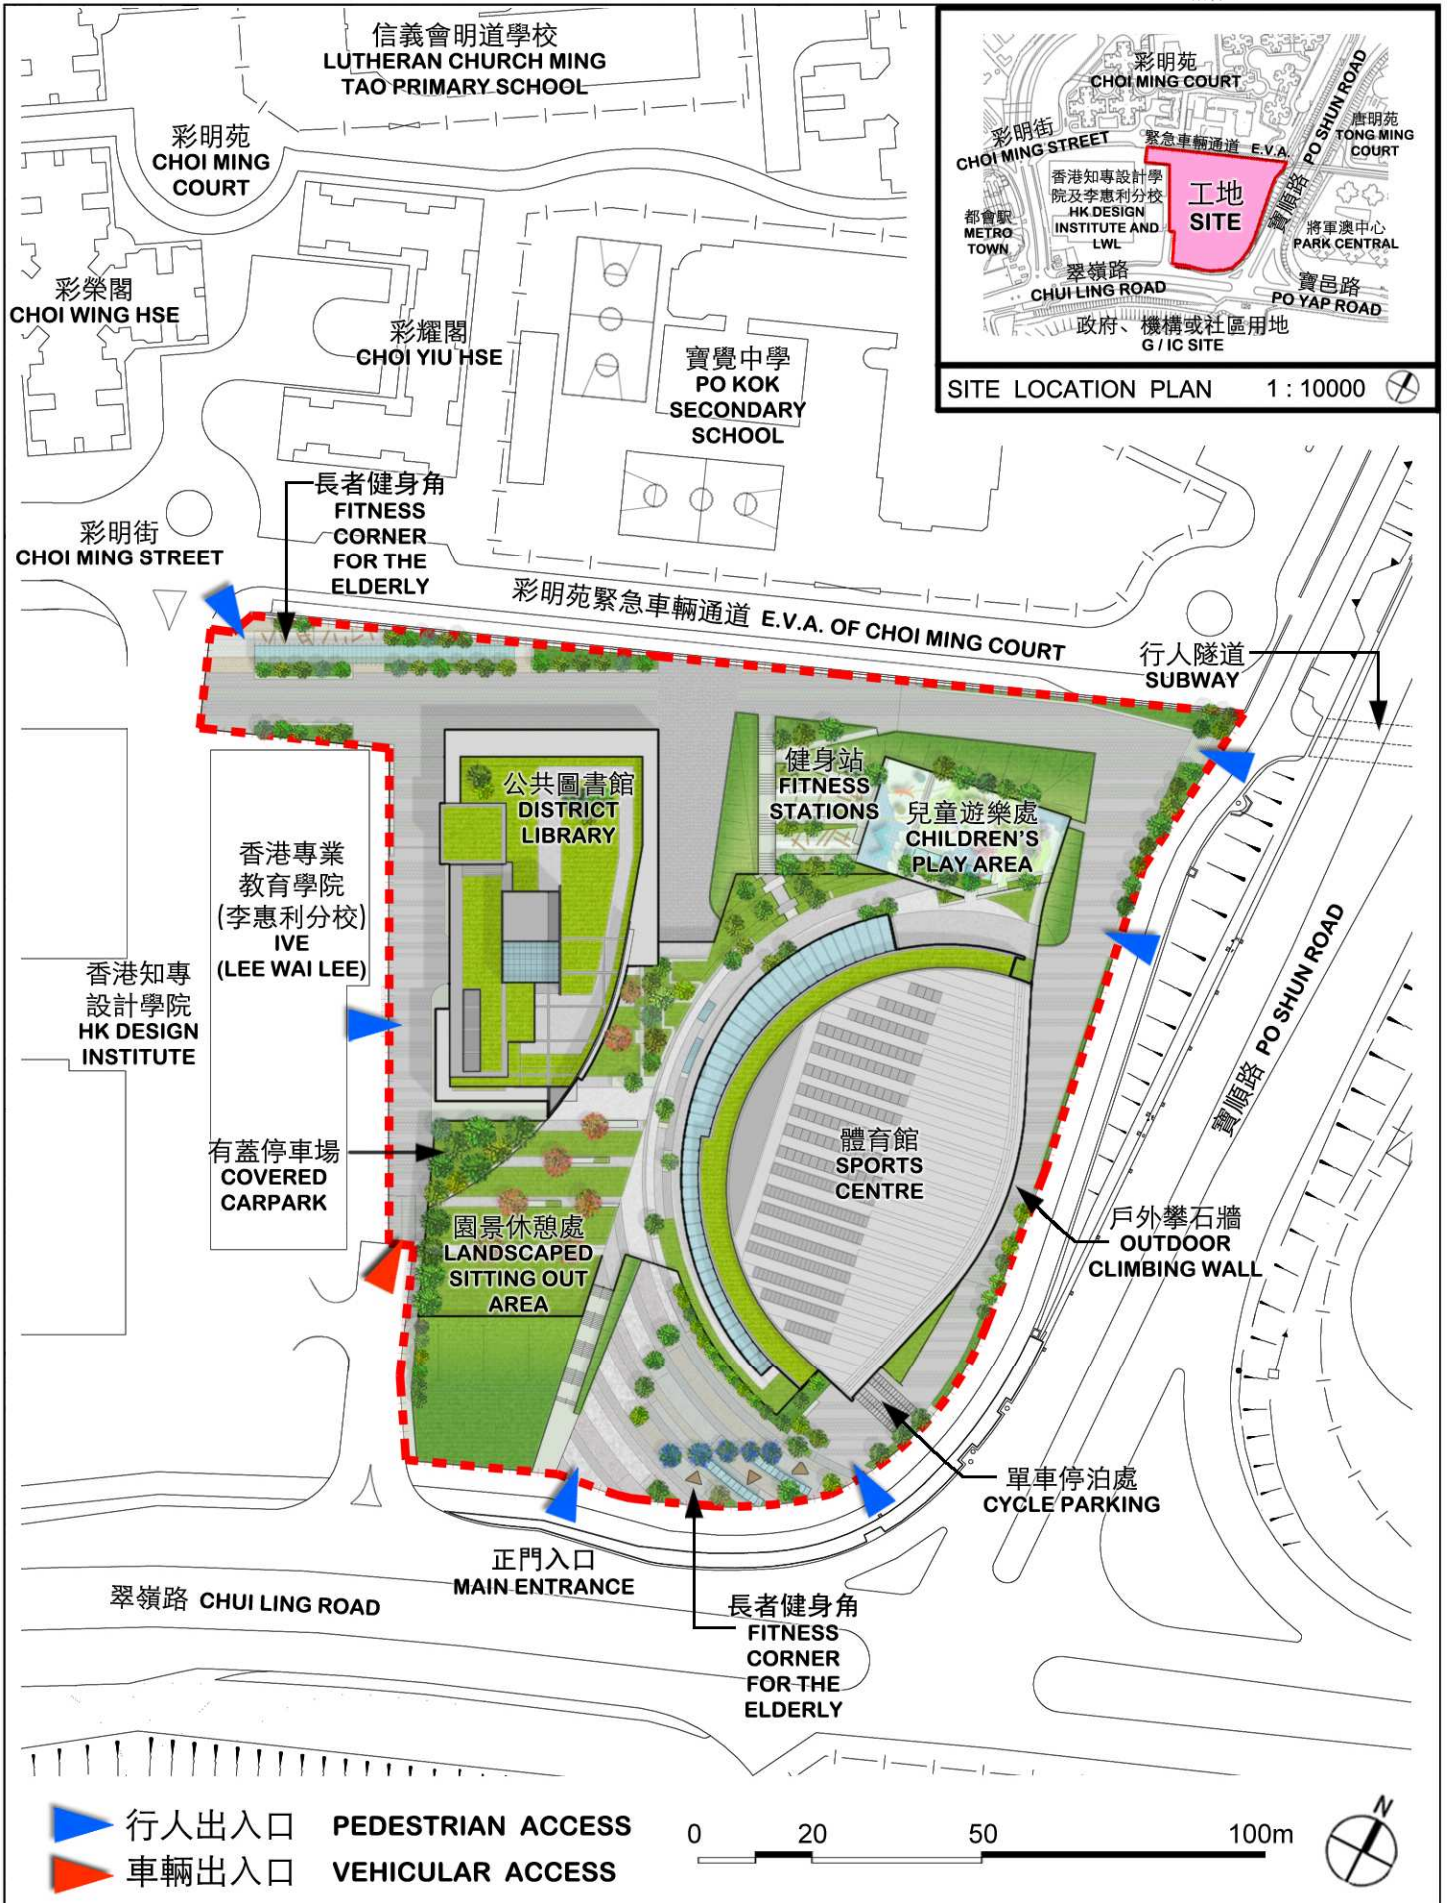 信義會明道學校
LUTHERAN CHURCH MING
TAO PRIMARY SCHOOL
彩明苑
CHOI MING
COURT
彩榮閣
CHOI WING HSE
彩耀閣
CHOI YIU HSE
寶覺中學
PO KOK
SECONDARY
SCHOOL
彩明苑
CHOI MING COURT
彩明街
CHOI MING STREET
緊急車輛通道 E.V.A.
寶順路 PO SHUN ROAD
唐明苑
TONG MING
COURT
香港知專設計學
院及李惠利分校
HK DESIGN
INSTITUTE AND
LWL
工地
SITE
都會駅
METRO
TOWN
將軍澳中心
PARK CENTRAL
翠嶺路
CHUI LING ROAD
寶邑路
PO YAP ROAD
政府、機構或社區用地
G / IC SITE
SITE LOCATION PLAN 1 : 10000
長者健身角
FITNESS
CORNER
FOR THE
ELDERLY
彩明街
CHOI MING STREET
彩明苑緊急車輛通道 E.V.A. OF CHOI MING COURT
行人隧道
SUBWAY
公共圖書館
DISTRICT
LIBRARY
健身站
FITNESS
STATIONS
兒童遊樂處
CHILDREN'S
PLAY AREA
香港專業
教育學院
(李惠利分校)
IVE
(LEE WAI LEE)
香港知專
設計學院
HK DESIGN
INSTITUTE
寶順路 PO SHUN ROAD
有蓋停車場
COVERED
CARPARK
體育館
SPORTS
CENTRE
園景休憩處
LANDSCAPED
SITTING OUT
AREA
戶外攀石牆
OUTDOOR
CLIMBING WALL
單車停泊處
CYCLE PARKING
正門入口
MAIN ENTRANCE
翠嶺路 CHUI LING ROAD
長者健身角
FITNESS
CORNER
FOR THE
ELDERLY
行人出入口 PEDESTRIAN ACCESS
車輛出入口 VEHICULAR ACCESS
0 20 50 100m
N